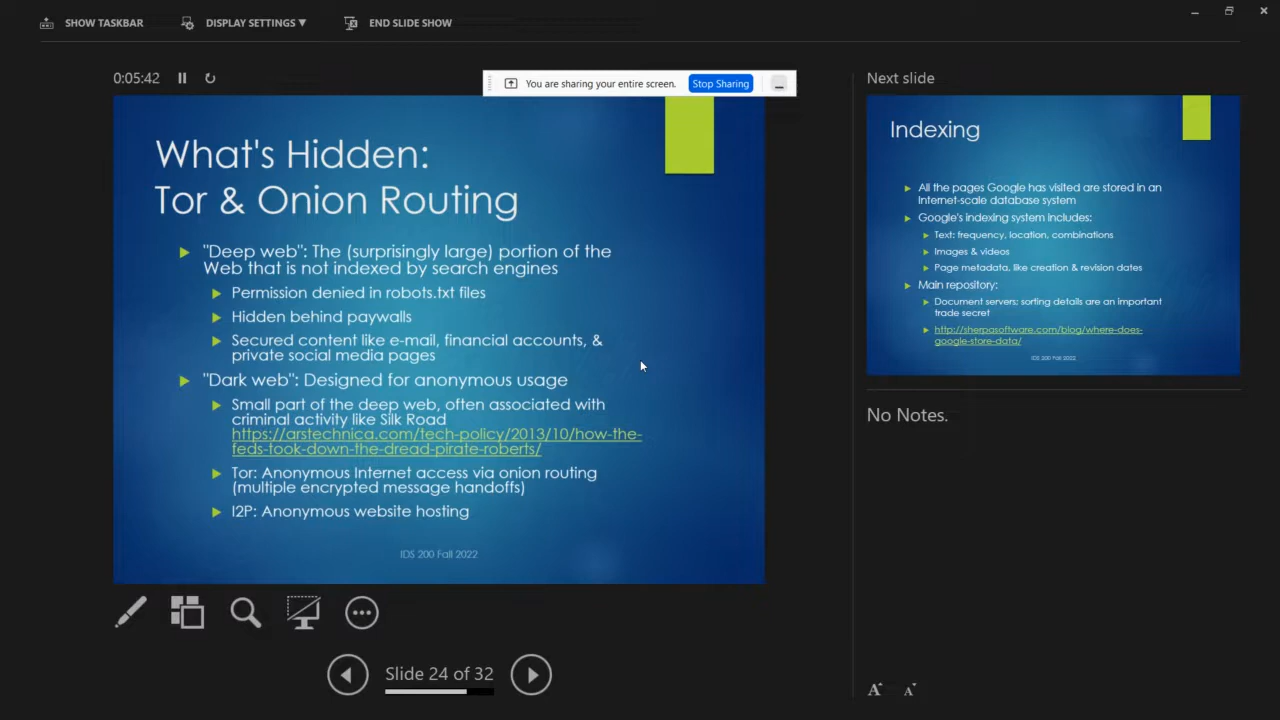 SHOW TASKBAR
DISPLAY SETTINGS ▼
END SLIDE SHOW
0:05:42
You are sharing your entire screen.
Stop Sharing
Next slide
What's Hidden:
Tor & Onion Routing
"Deep web": The (surprisingly large) portion of the
Web that is not indexed by search engines
Permission denied in robots.txt files
Hidden behind paywalls
Secured content like e-mail, financial accounts, &
private social media pages
"Dark web": Designed for anonymous usage
Small part of the deep web, often associated with
criminal activity like Silk Road
https://arstechnica.com/tech-policy/2013/10/how-the-
feds-took-down-the-dread-pirate-roberts/
Tor: Anonymous Internet access via onion routing
(multiple encrypted message handoffs)
I2P: Anonymous website hosting
IDS 200 Fall 2022
Indexing
All the pages Google has visited are stored in an
Internet-scale database system
Google's indexing system includes:
Text: frequency, location, combinations
Images & videos
Page metadata, like creation & revision dates
Main repository:
Document servers; sorting details are an important
trade secret
http://sherpasoftware.com/blog/where-does-
google-store-data/
IDS 200 Fall 2022
No Notes.
Slide 24 of 32
A A